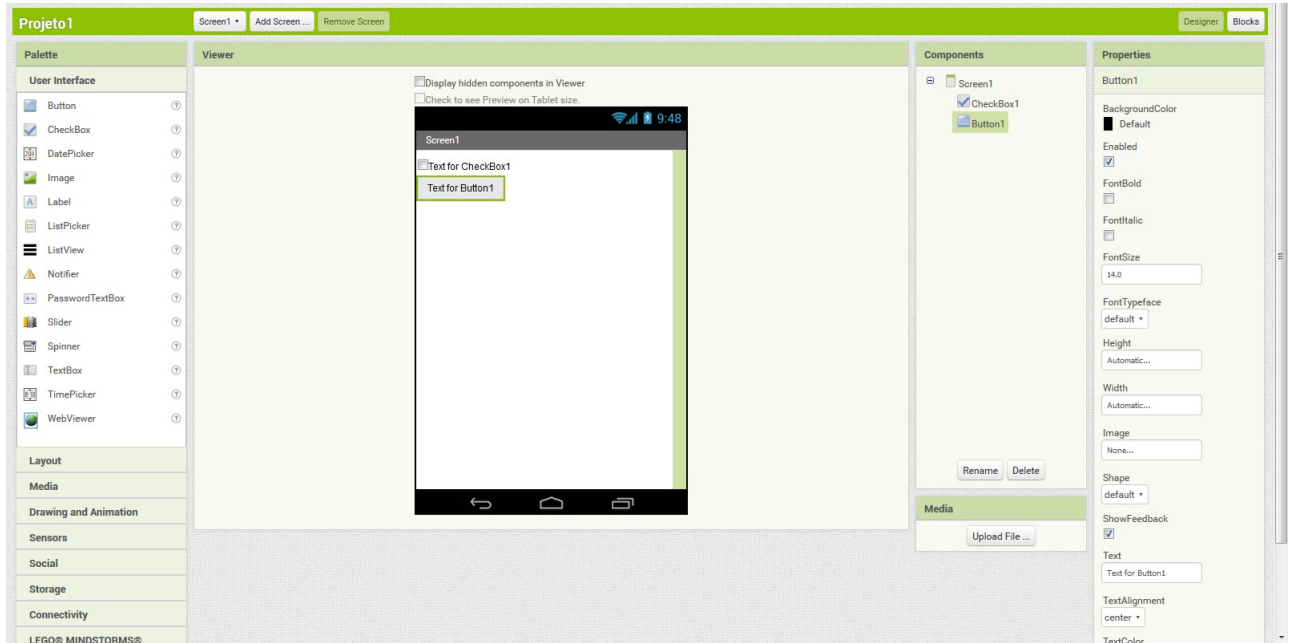 Projeto1
Screen1
Add Screen ...
Remove Screen
Designer
Blocks
Palette
User Interface
Button
CheckBox
DatePicker
Image
Label
ListPicker
ListView
Notifier
PasswordTextBox
Slider
Spinner
TextBox
TimePicker
WebViewer
Layout
Media
Drawing and Animation
Sensors
Social
Storage
Connectivity
LEGO® MINDSTORMS®
Viewer
Display hidden components in Viewer
Check to see Preview on Tablet size.
9:48
Screen1
Text for CheckBox1
Text for Button1
Components
Screen1
CheckBox1
Button1
Rename
Delete
Media
Upload File ...
Properties
Button1
BackgroundColor
Default
Enabled
FontBold
FontItalic
FontSize
14.0
FontTypeface
default
Height
Automatic...
Width
Automatic...
Image
None...
Shape
default
ShowFeedback
Text
Text for Button1
TextAlignment
center
TextColor